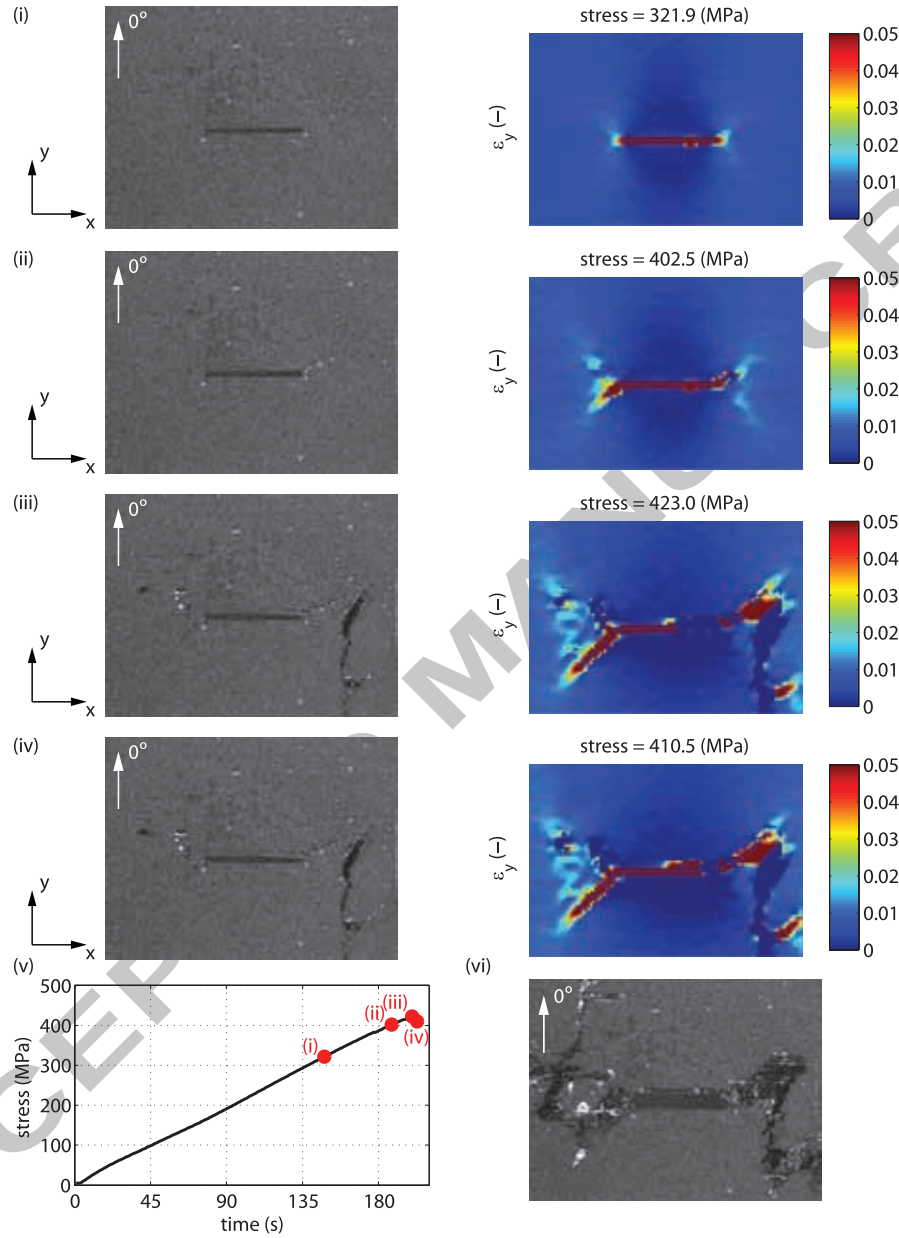 (i)
0°
y
x
stress = 321.9 (MPa)
ε_y (–)
0.05
0.04
0.03
0.02
0.01
0
(ii)
0°
y
x
stress = 402.5 (MPa)
ε_y (–)
0.05
0.04
0.03
0.02
0.01
0
(iii)
0°
y
x
stress = 423.0 (MPa)
ε_y (–)
0.05
0.04
0.03
0.02
0.01
0
(iv)
0°
y
x
stress = 410.5 (MPa)
ε_y (–)
0.05
0.04
0.03
0.02
0.01
0
(v)
stress (MPa)
500
400
300
200
100
0
0 45 90 135 180
time (s)
(i)
(ii)
(iii)
(iv)
(vi)
0°